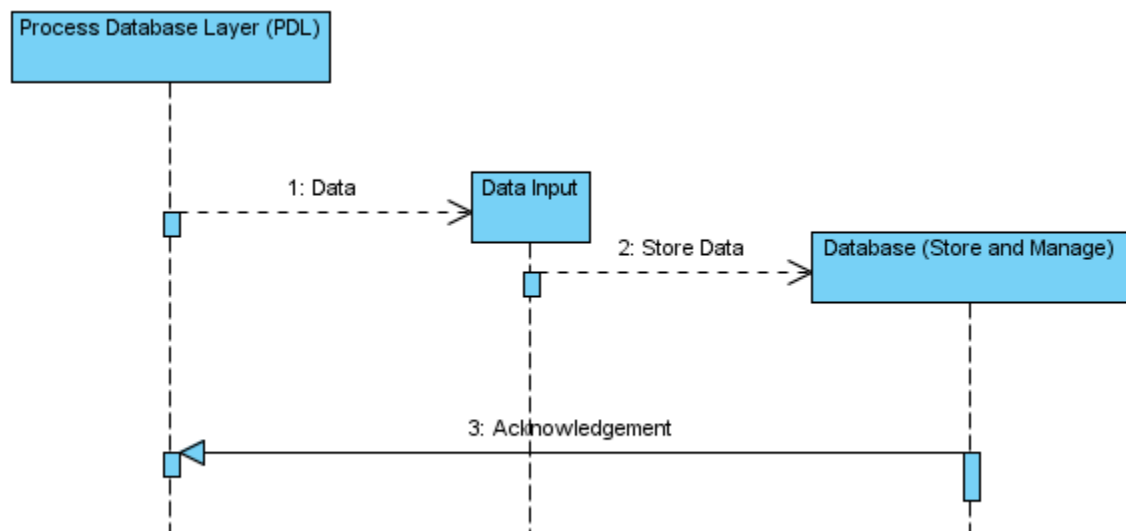 Process Database Layer (PDL)
1: Data
Data Input
2: Store Data
Database (Store and Manage)
3: Acknowledgement